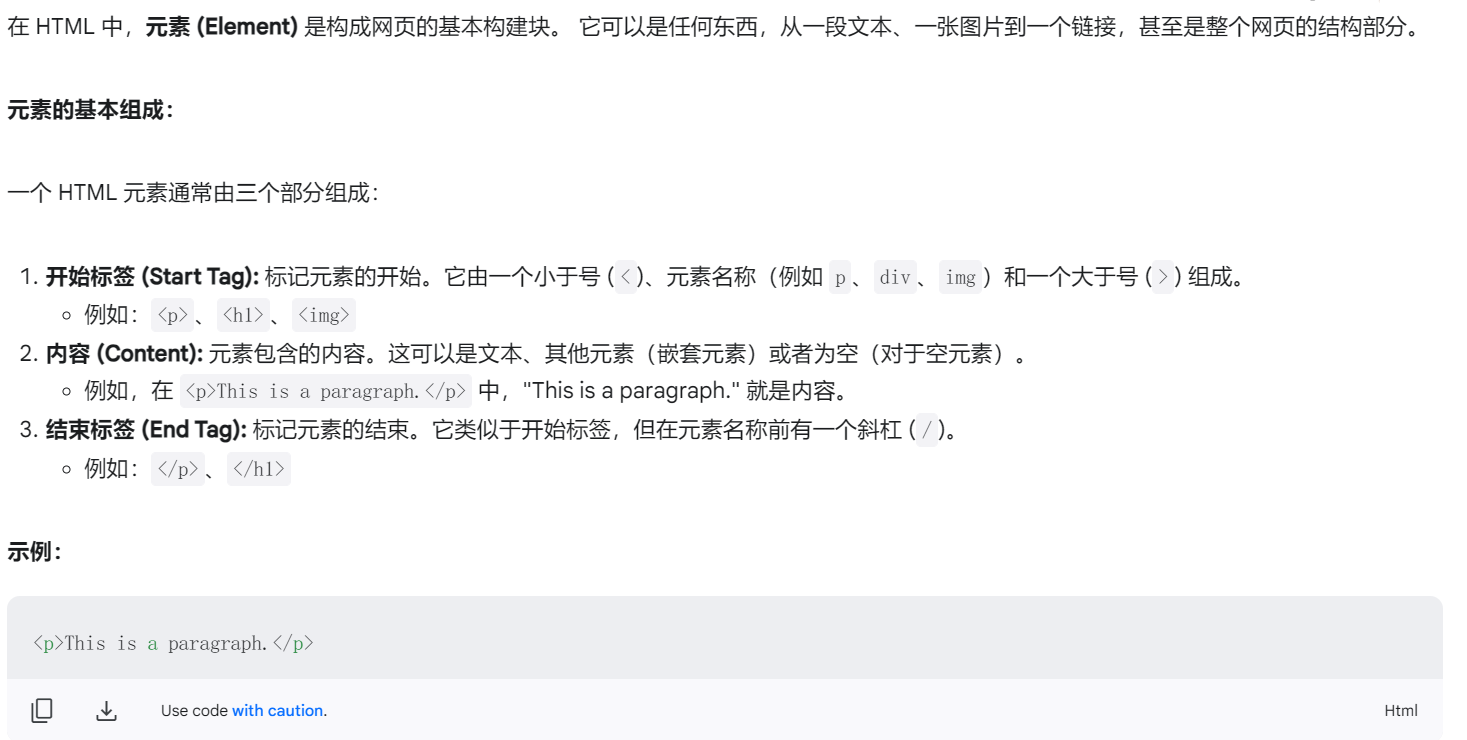 在 HTML 中，元素 (Element) 是构成网页的基本构建块。 它可以是任何东西，从一段文本、一张图片到一个链接，甚至是整个网页的结构部分。
元素的基本组成：
一个 HTML 元素通常由三个部分组成：
1. 开始标签 (Start Tag): 标记元素的开始。它由一个小于号 (<)、元素名称（例如 p、div、img）和一个大于号 (>) 组成。
例如：<p>、<h1>、<img>
2. 内容 (Content): 元素包含的内容。这可以是文本、其他元素（嵌套元素）或者为空（对于空元素）。
例如，在 <p>This is a paragraph.</p> 中，"This is a paragraph." 就是内容。
3. 结束标签 (End Tag): 标记元素的结束。它类似于开始标签，但在元素名称前有一个斜杠 (/)。
例如：</p>、</h1>
示例：
<p>This is a paragraph.</p>
Use code with caution. Html